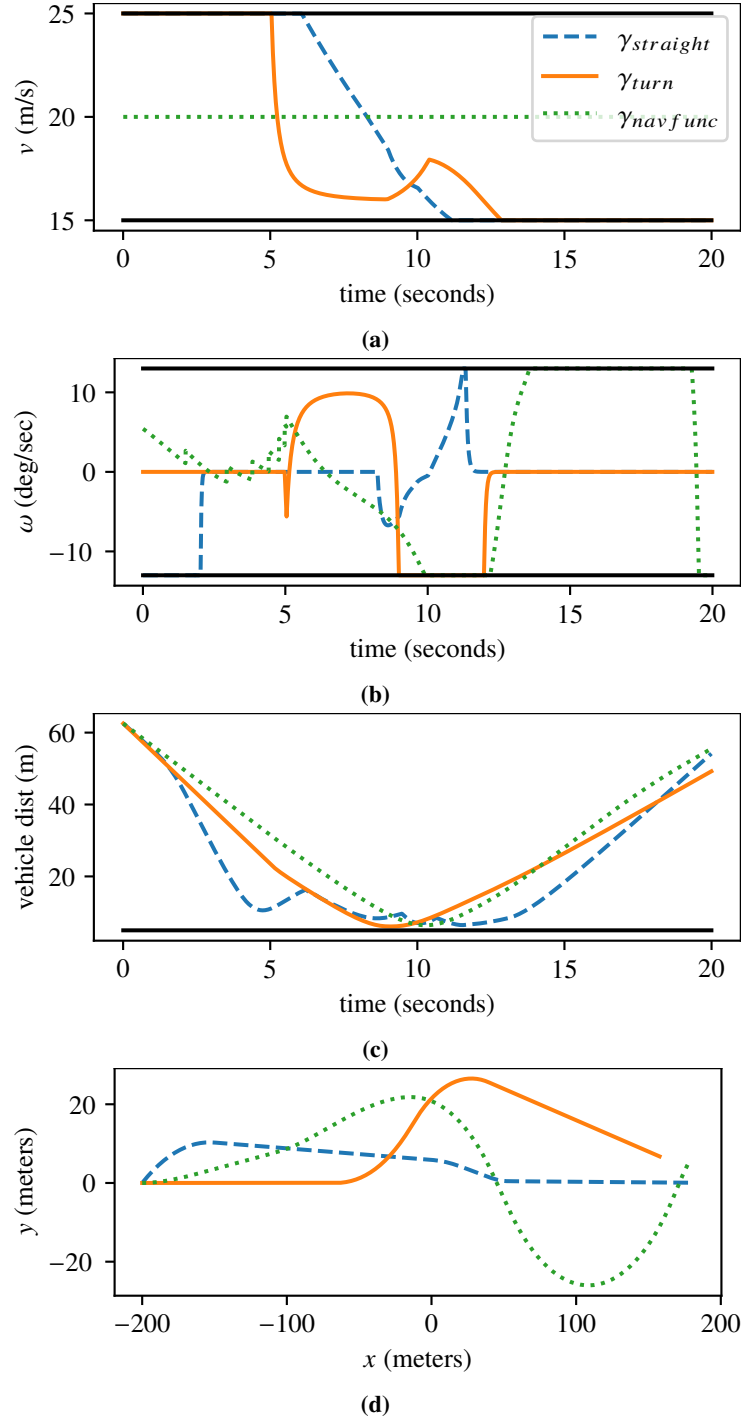 25
20
15
v (m/s)
γstraight
γturn
γnavfunc
0 5 10 15 20
time (seconds)
(a)
10
0
−10
ω (deg/sec)
0 5 10 15 20
time (seconds)
(b)
60
40
20
vehicle dist (m)
0 5 10 15 20
time (seconds)
(c)
20
0
−20
y (meters)
−200 −100 0 100 200
x (meters)
(d)